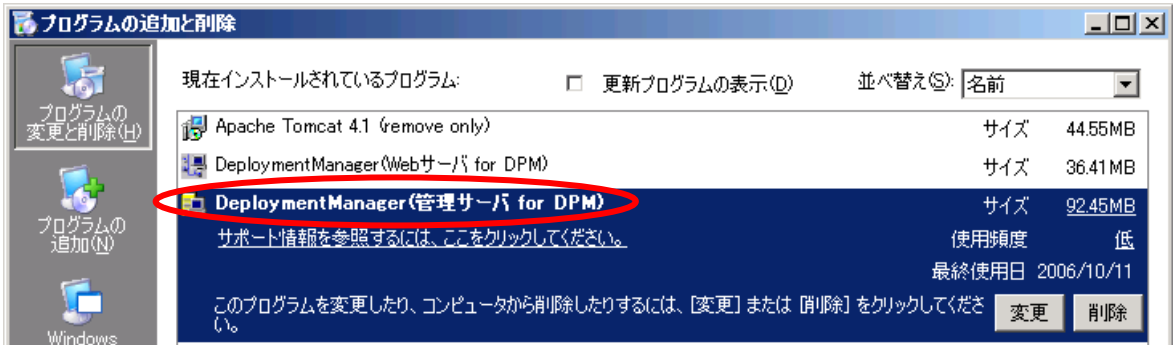 プログラムの追加と削除
プログラムの
変更と削除(H)
プログラムの
追加(N)
Windows
現在インストールされているプログラム:
更新プログラムの表示(D)
並べ替え(S):
名前
Apache Tomcat 4.1 (remove only)
サイズ 44.55MB
DeploymentManager(Webサーバ for DPM)
サイズ 36.41MB
DeploymentManager(管理サーバ for DPM)
サイズ 92.45MB
サポート情報を参照するには、ここをクリックしてください。
使用頻度 低
最終使用日 2006/10/11
このプログラムを変更したり、コンピュータから削除したりするには、[変更] または [削除] をクリックしてくださ
い。
変更
削除